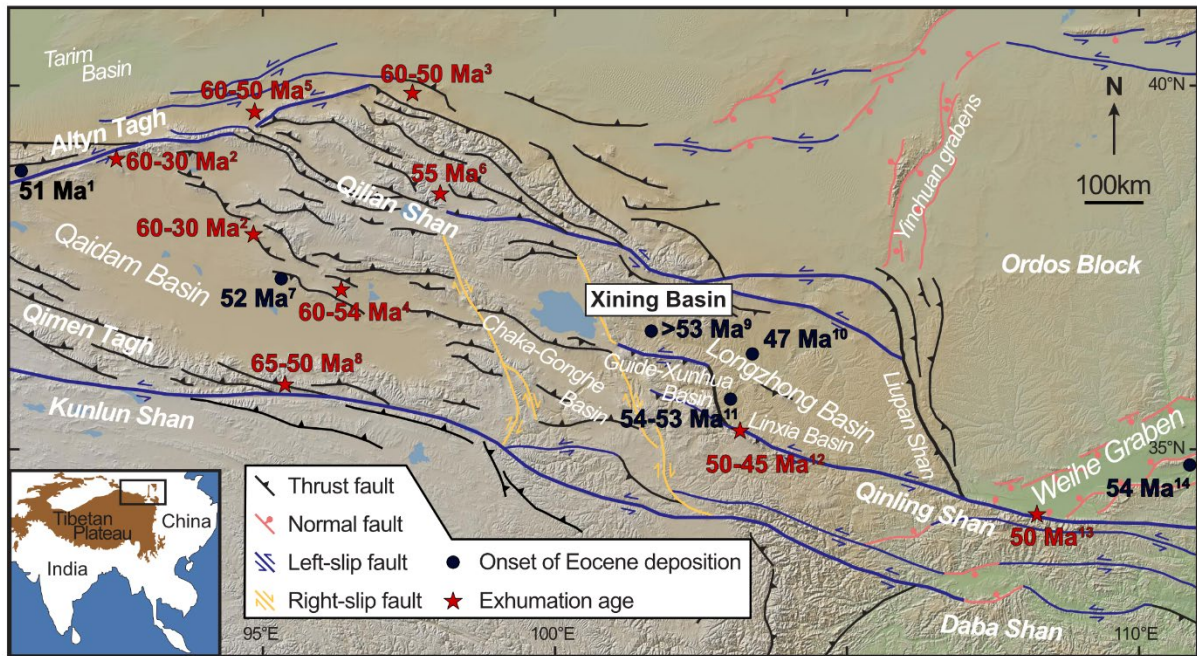 Tarim
Basin
60-50 Ma⁵
60-50 Ma³
40°N
N
Altyn Tagh
60-30 Ma²
51 Ma¹
55 Ma⁶
Qilian Shan
100km
Yinchuan grabens
60-30 Ma²
Qaidam Basin
52 Ma⁷
60-54 Ma⁴
Ordos Block
Xining Basin
>53 Ma⁹
47 Ma¹⁰
Qimen Tagh
65-50 Ma⁸
Kunlun Shan
Chaka-Gonghe
Basin
Guide-Xunhua
Basin
Longzhong Basin
54-53 Ma¹¹
Linxia Basin
Liupan Shan
50-45 Ma¹²
35°N
Weihe Graben
54 Ma¹⁴
Qinling Shan
50 Ma¹³
Daba Shan
Tibetan
Plateau
China
India
Thrust fault
Normal fault
Left-slip fault
Right-slip fault
Onset of Eocene deposition
Exhumation age
95°E
100°E
110°E